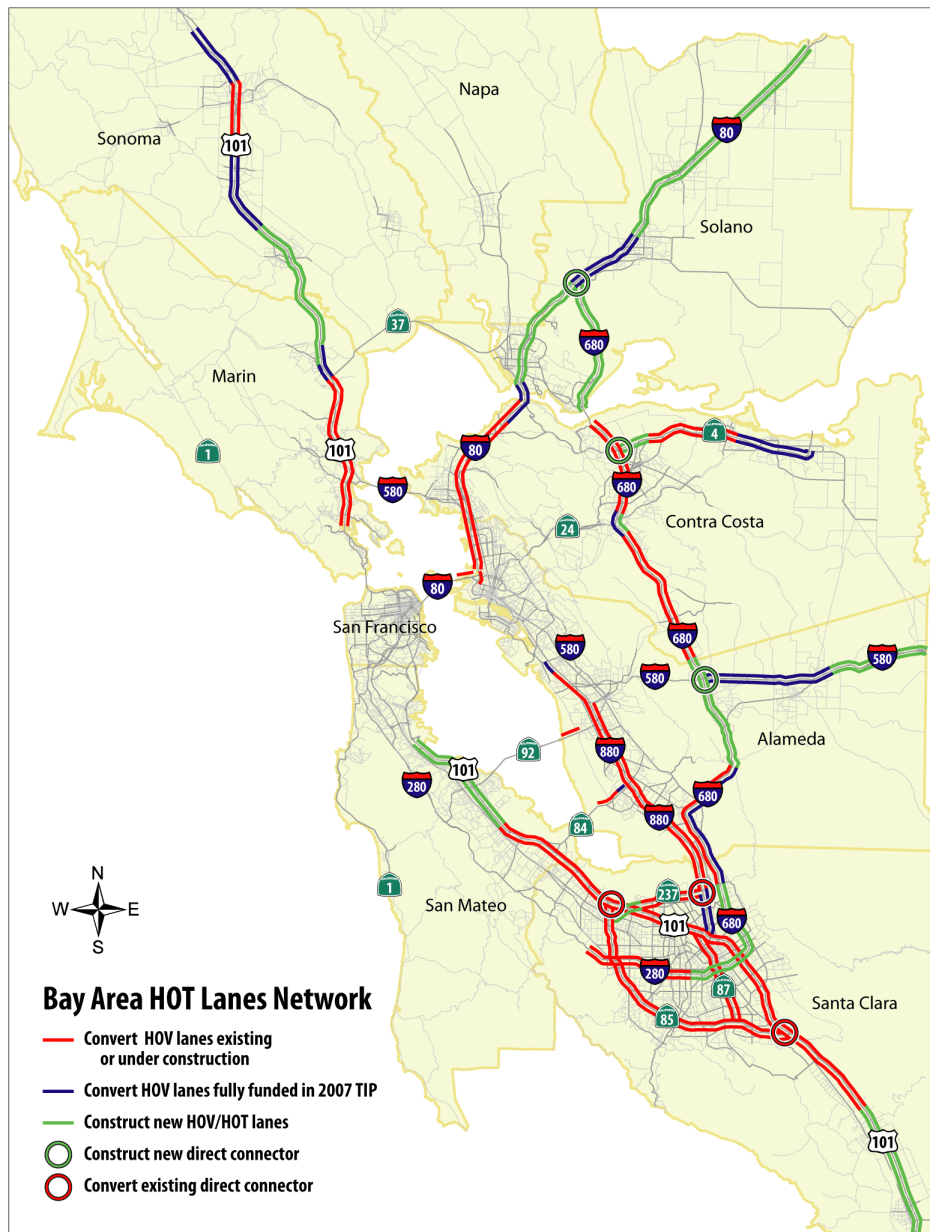 Napa
80
Sonoma
101
Solano
37
680
Marin
4
1
101
80
580
680
24
Contra Costa
80
San Francisco
580
680
580
580
Alameda
92
880
101
280
680
880
84
237
1
San Mateo
101
680
280
87
Santa Clara
85
101
N
W E
S
Bay Area HOT Lanes Network
Convert HOV lanes existing
or under construction
Convert HOV lanes fully funded in 2007 TIP
Construct new HOV/HOT lanes
Construct new direct connector
Convert existing direct connector